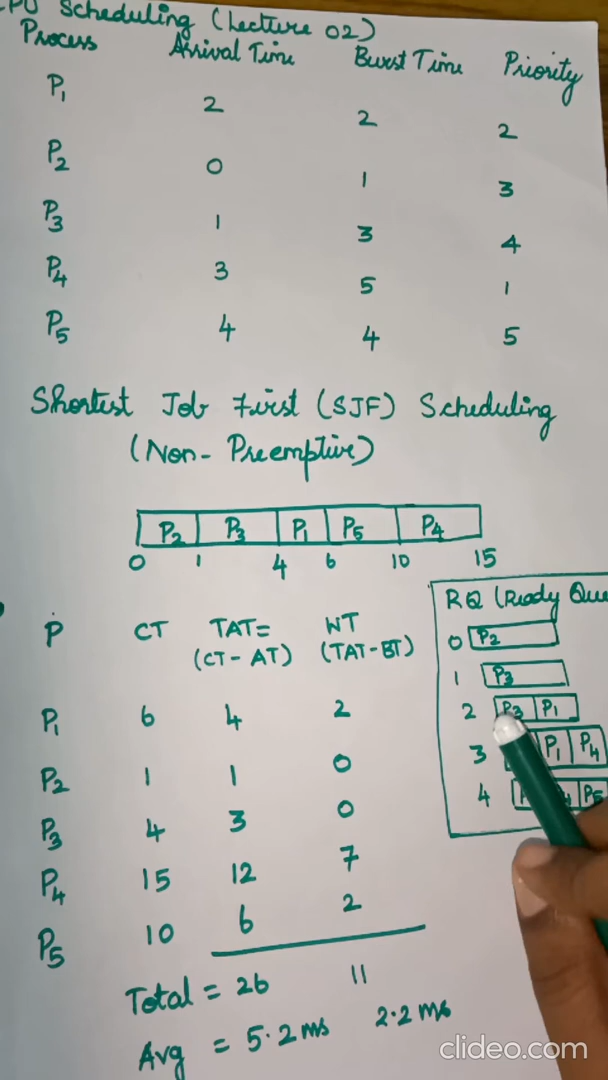 CPU Scheduling (Lecture 02)
Process Arrival Time Burst Time Priority
P1 2 2 2
P2 0 1 3
P3 1 3 4
P4 3 5 1
P5 4 4 5
Shortest Job First (SJF) Scheduling
(Non-Preemptive)
P2 P3 P1 P5 P4
0 1 4 6 10 15
P CT TAT= WT
(CT-AT) (TAT-BT)
P1 6 4 2
P2 1 1 0
P3 4 3 0
P4 15 12 7
P5 10 6 2
Total = 26 11
Avg = 5.2 ms 2.2 ms
RQ (Ready Que
0 P2
1 P3
2 P3 P1
3 P1 P4
4 P5
clideo.com